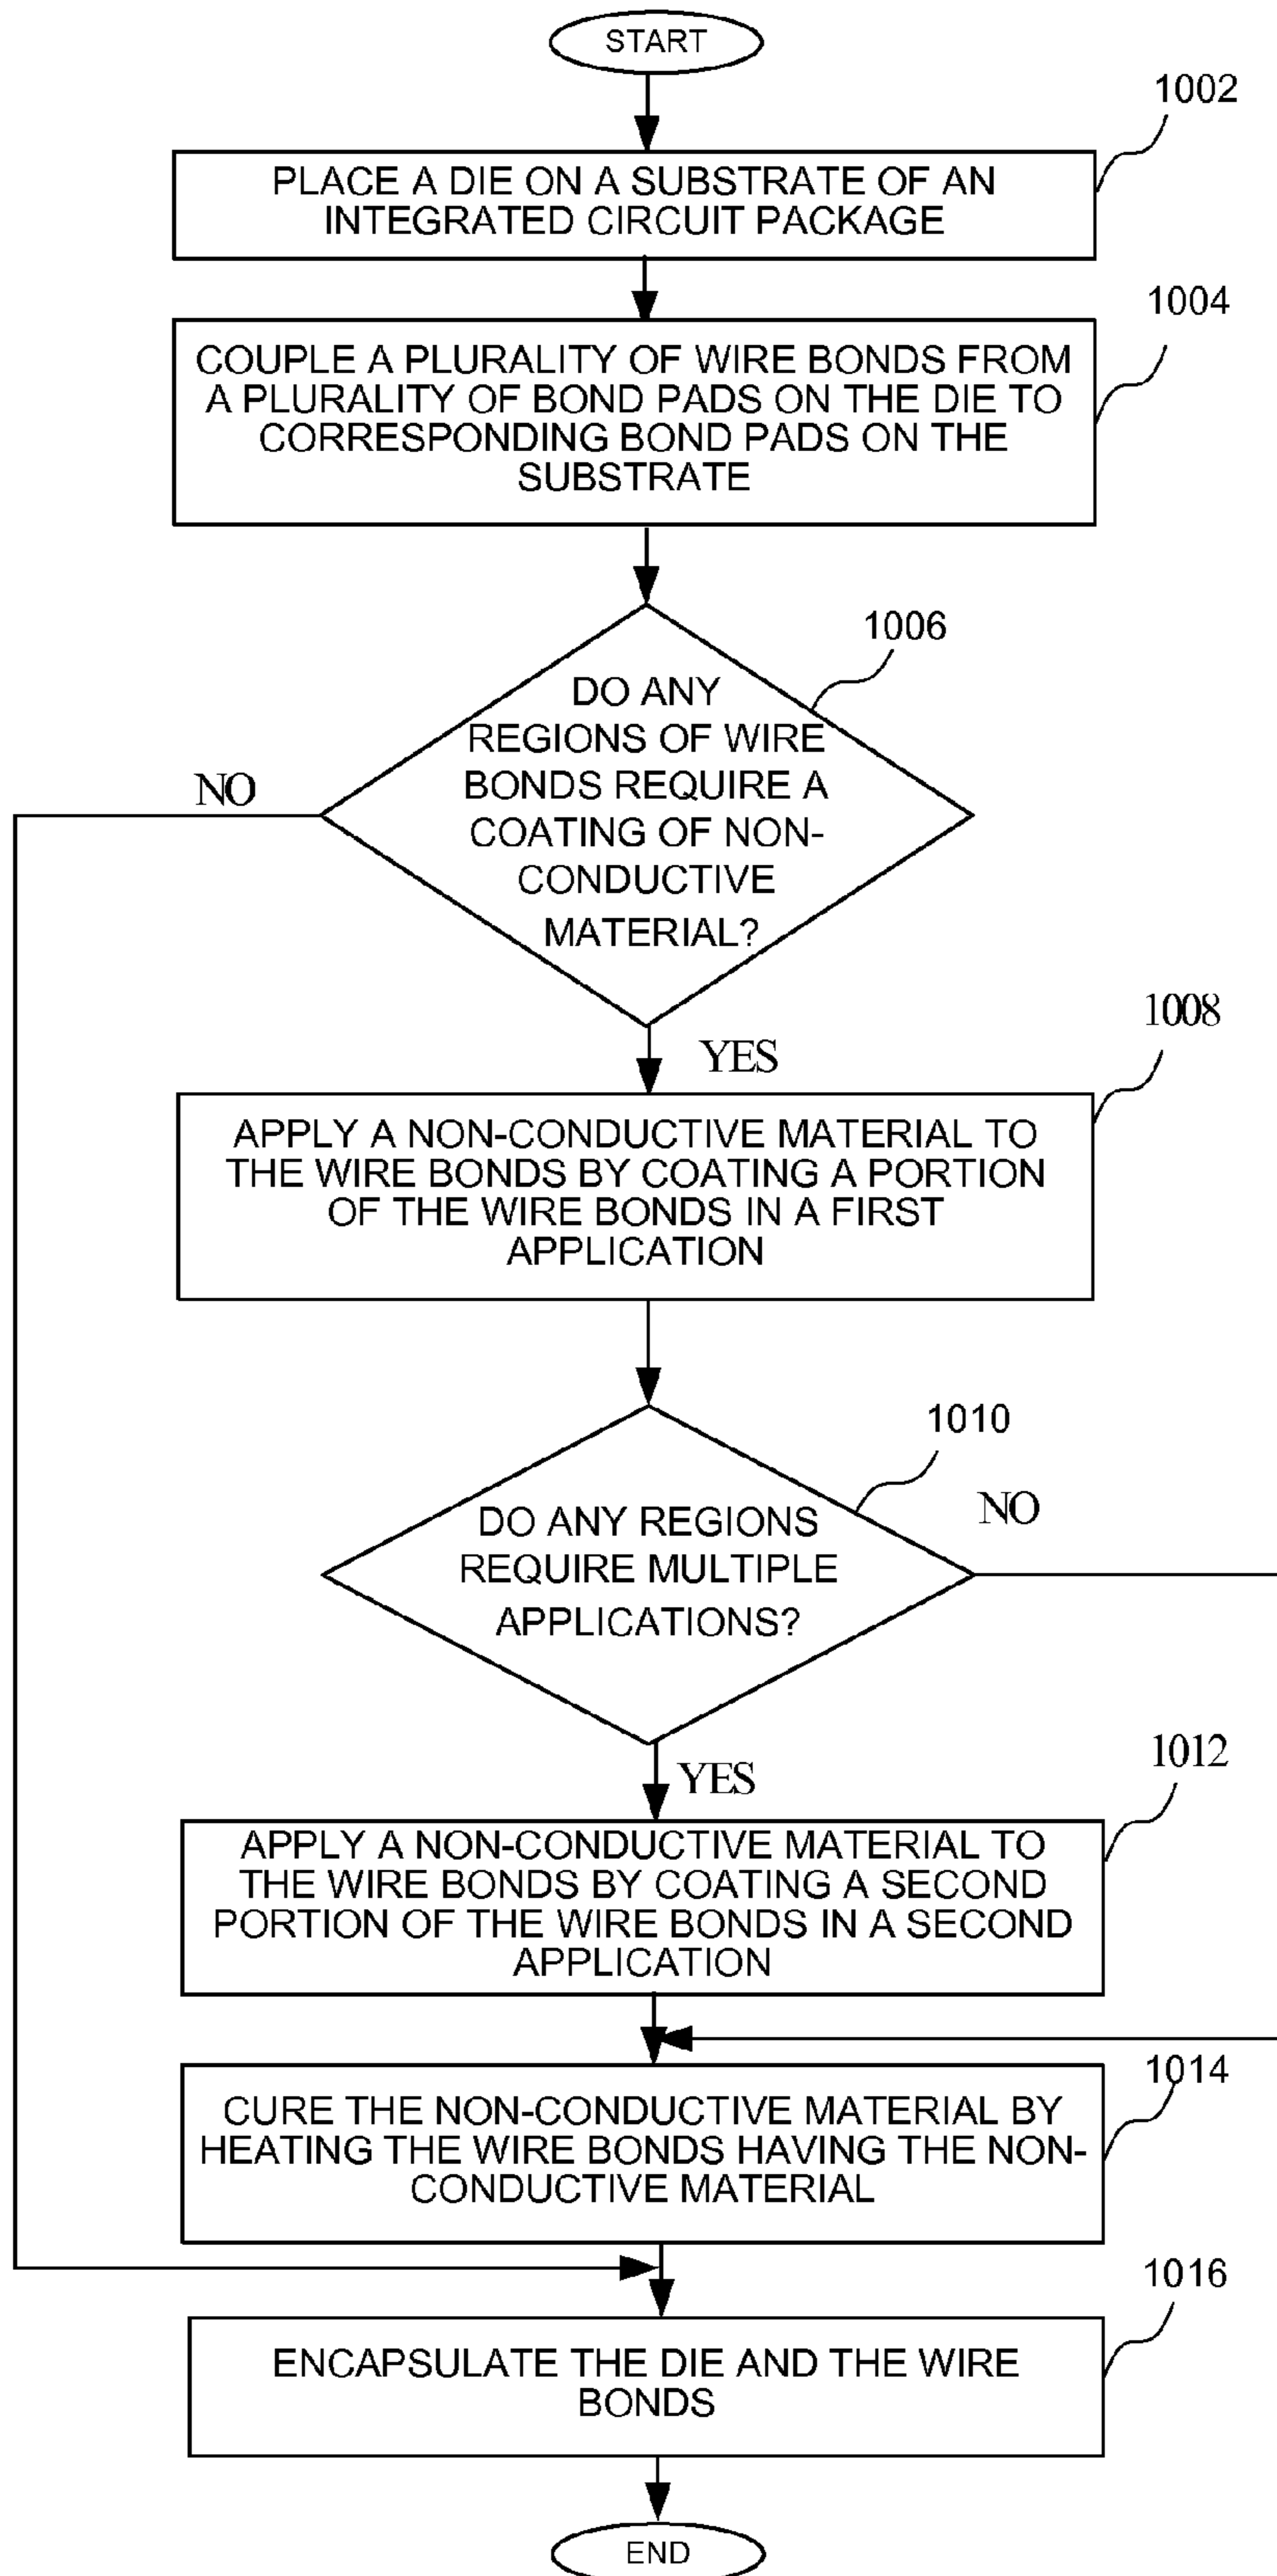 START
1002
PLACE A DIE ON A SUBSTRATE OF AN
INTEGRATED CIRCUIT PACKAGE
1004
COUPLE A PLURALITY OF WIRE BONDS FROM
A PLURALITY OF BOND PADS ON THE DIE TO
CORRESPONDING BOND PADS ON THE
SUBSTRATE
1006
DO ANY
REGIONS OF WIRE
BONDS REQUIRE A
COATING OF NON-
CONDUCTIVE
MATERIAL?
NO
YES
1008
APPLY A NON-CONDUCTIVE MATERIAL TO
THE WIRE BONDS BY COATING A PORTION
OF THE WIRE BONDS IN A FIRST
APPLICATION
1010
DO ANY REGIONS
REQUIRE MULTIPLE
APPLICATIONS?
NO
YES
1012
APPLY A NON-CONDUCTIVE MATERIAL TO
THE WIRE BONDS BY COATING A SECOND
PORTION OF THE WIRE BONDS IN A SECOND
APPLICATION
1014
CURE THE NON-CONDUCTIVE MATERIAL BY
HEATING THE WIRE BONDS HAVING THE NON-
CONDUCTIVE MATERIAL
1016
ENCAPSULATE THE DIE AND THE WIRE
BONDS
END